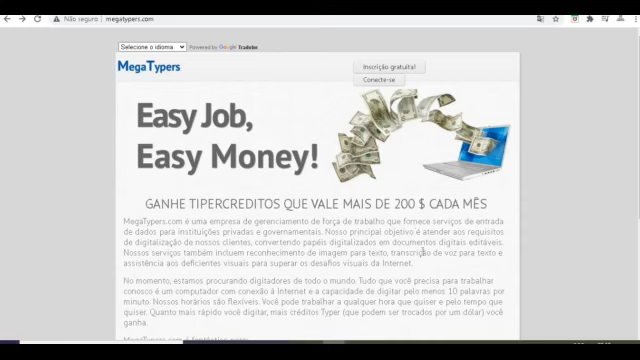 Não seguro | megatypers.com
Selecione o idioma Powered by Google Tradutor
MegaTypers
Inscrição gratuita!
Conecte-se
Easy Job,
Easy Money!
GANHE TIPERCREDITOS QUE VALE MAIS DE 200 $ CADA MÊS
MegaTypers.com é uma empresa de gerenciamento de força de trabalho que fornece serviços de entrada
de dados para instituições privadas e governamentais. Nosso principal objetivo é atender aos requisitos
de digitalização de nossos clientes, convertendo papéis digitalizados em documentos digitais editáveis.
Nossos serviços também incluem reconhecimento de imagem para texto, transcrição de voz para texto e
assistência aos deficientes visuais para superar os desafios visuais da Internet.
No momento, estamos procurando digitadores de todo o mundo. Tudo que você precisa para trabalhar
conosco é um computador com conexão à Internet e a capacidade de digitar pelo menos 10 palavras por
minuto. Nossos horários são flexíveis. Você pode trabalhar a qualquer hora que quiser e pelo tempo que
quiser. Quanto mais rápido você digitar, mais créditos Typer (que podem ser trocados por um dólar) você
ganha.
MegaTypers.com é fantástico para: